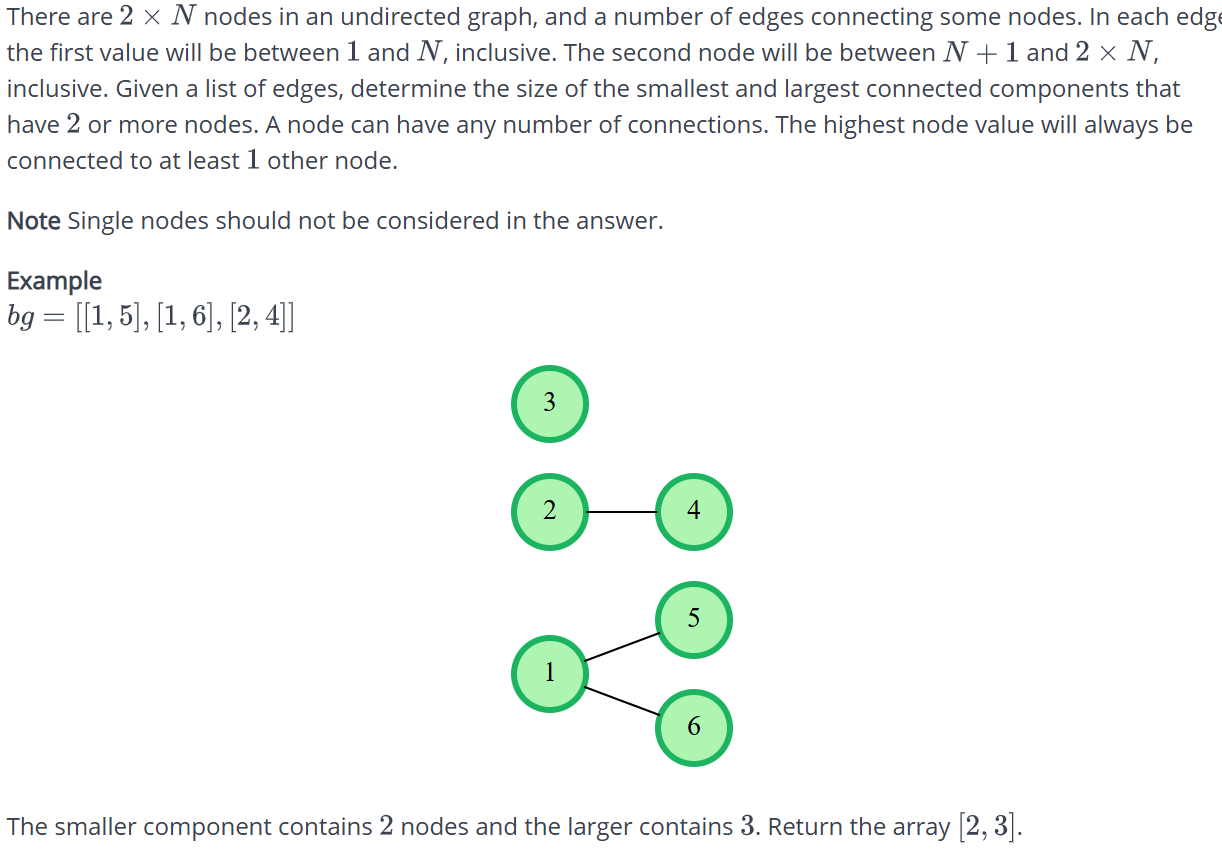 There are 2 × N nodes in an undirected graph, and a number of edges connecting some nodes. In each edge
the first value will be between 1 and N, inclusive. The second node will be between N + 1 and 2 × N,
inclusive. Given a list of edges, determine the size of the smallest and largest connected components that
have 2 or more nodes. A node can have any number of connections. The highest node value will always be
connected to at least 1 other node.
Note Single nodes should not be considered in the answer.
Example
bg = [[1, 5], [1, 6], [2, 4]]
3
2
4
5
1
6
The smaller component contains 2 nodes and the larger contains 3. Return the array [2, 3].